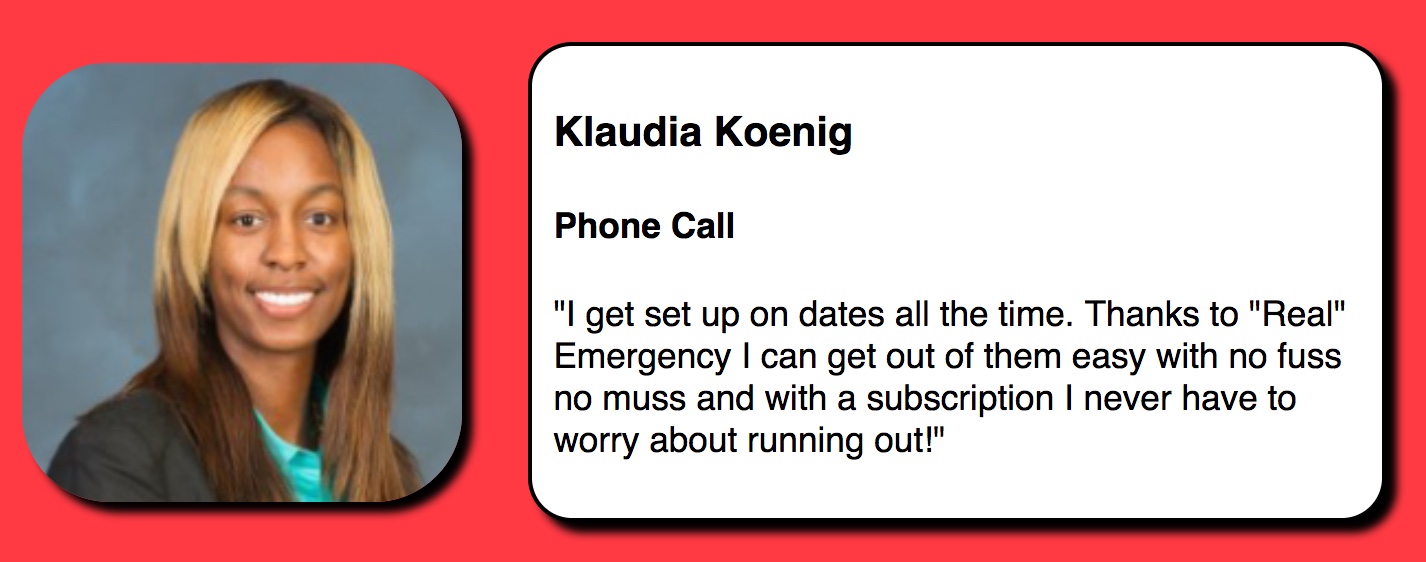 Klaudia Koenig
Phone Call
"I get set up on dates all the time. Thanks to "Real"
Emergency I can get out of them easy with no fuss
no muss and with a subscription I never have to
worry about running out!"